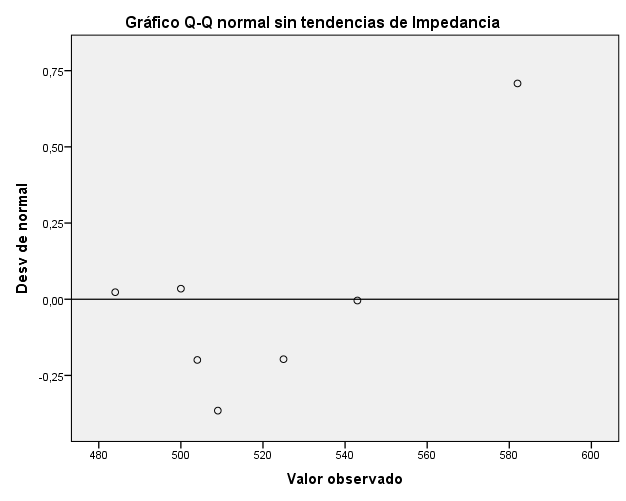 Gráfico Q-Q normal sin tendencias de Impedancia
0,75
0,50
0,25
0,00
-0,25
Desv de normal
480 500 520 540 560 580 600
Valor observado